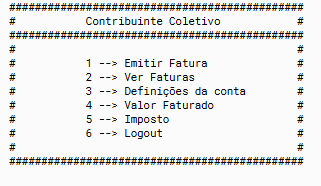 ############################################
#          Contribuinte Coletivo           #
############################################
#                                          #
#          1 --> Emitir Fatura             #
#          2 --> Ver Faturas               #
#          3 --> Definições da conta       #
#          4 --> Valor Faturado            #
#          5 --> Imposto                   #
#          6 --> Logout                    #
#                                          #
############################################